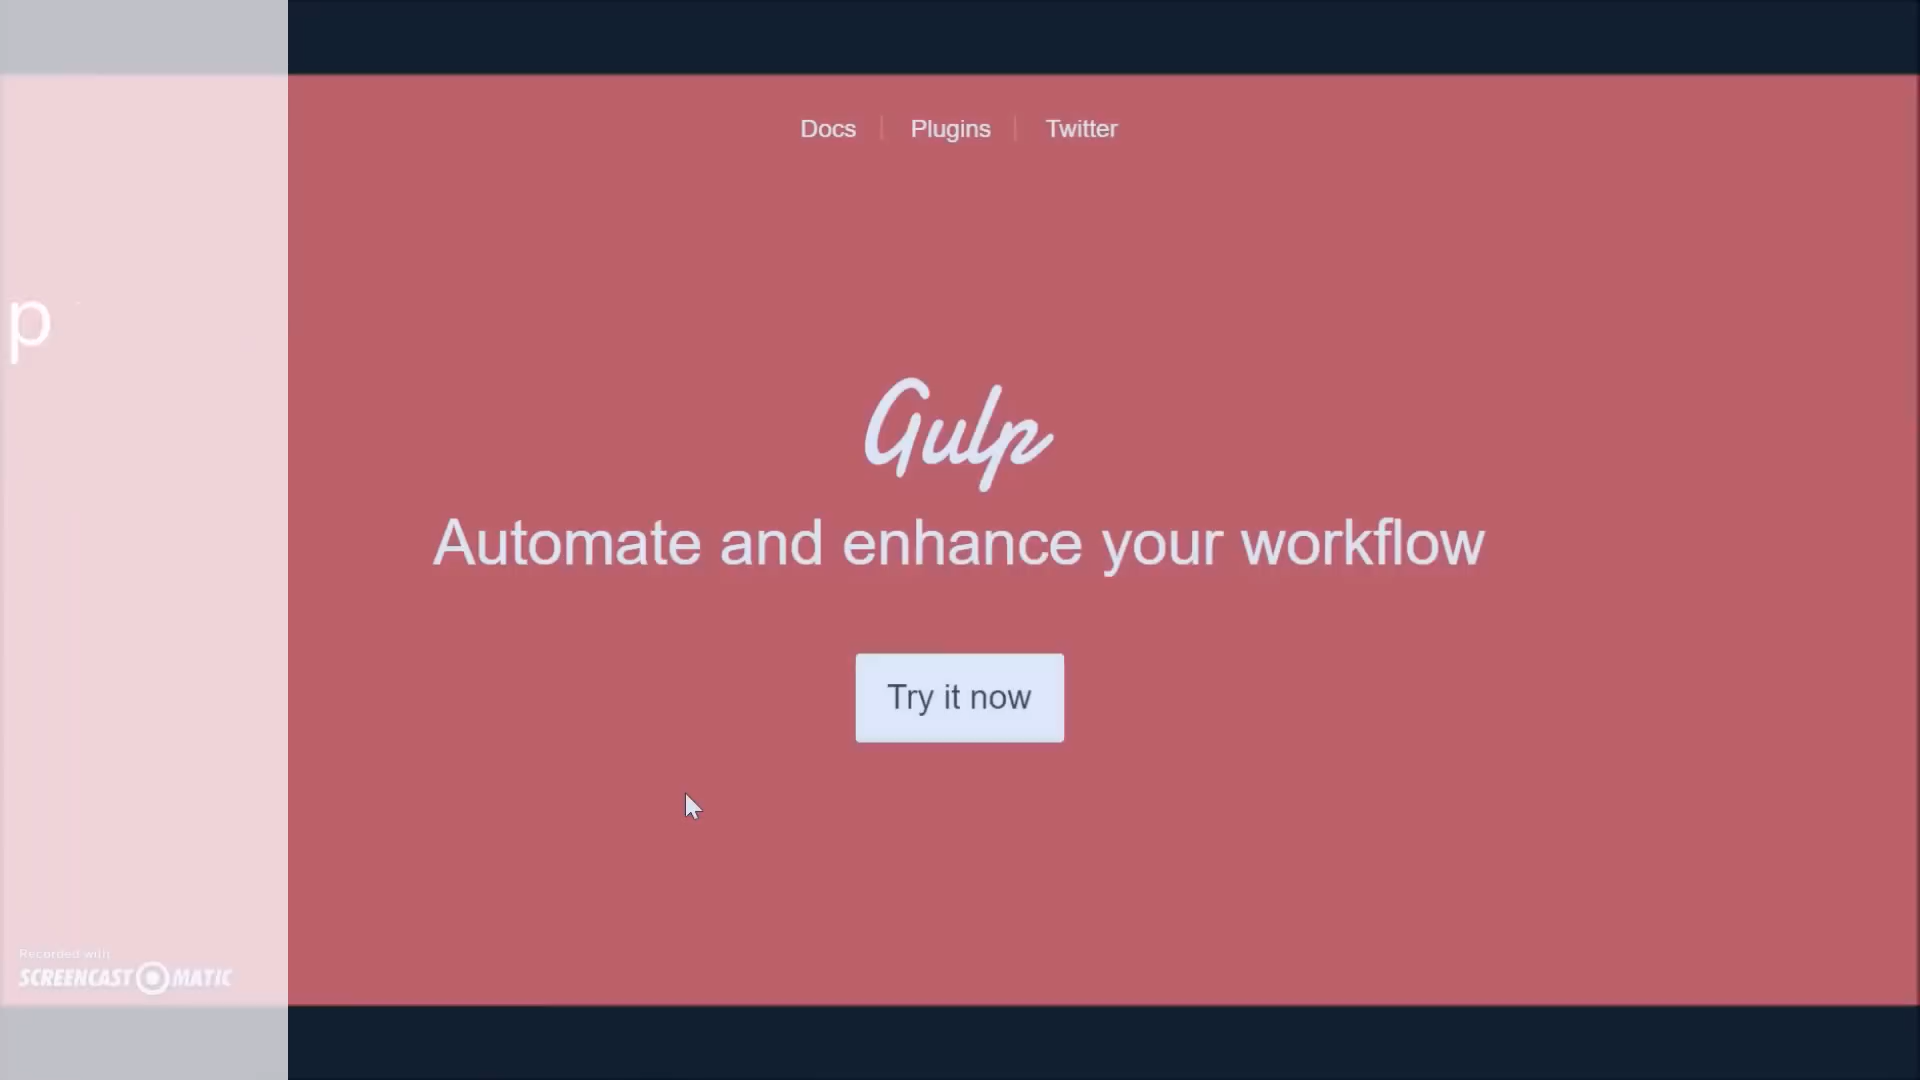 Docs
Plugins
Twitter
p
Gulp
Automate and enhance your workflow
Try it now
Recorded with
SCREENCAST MATIC